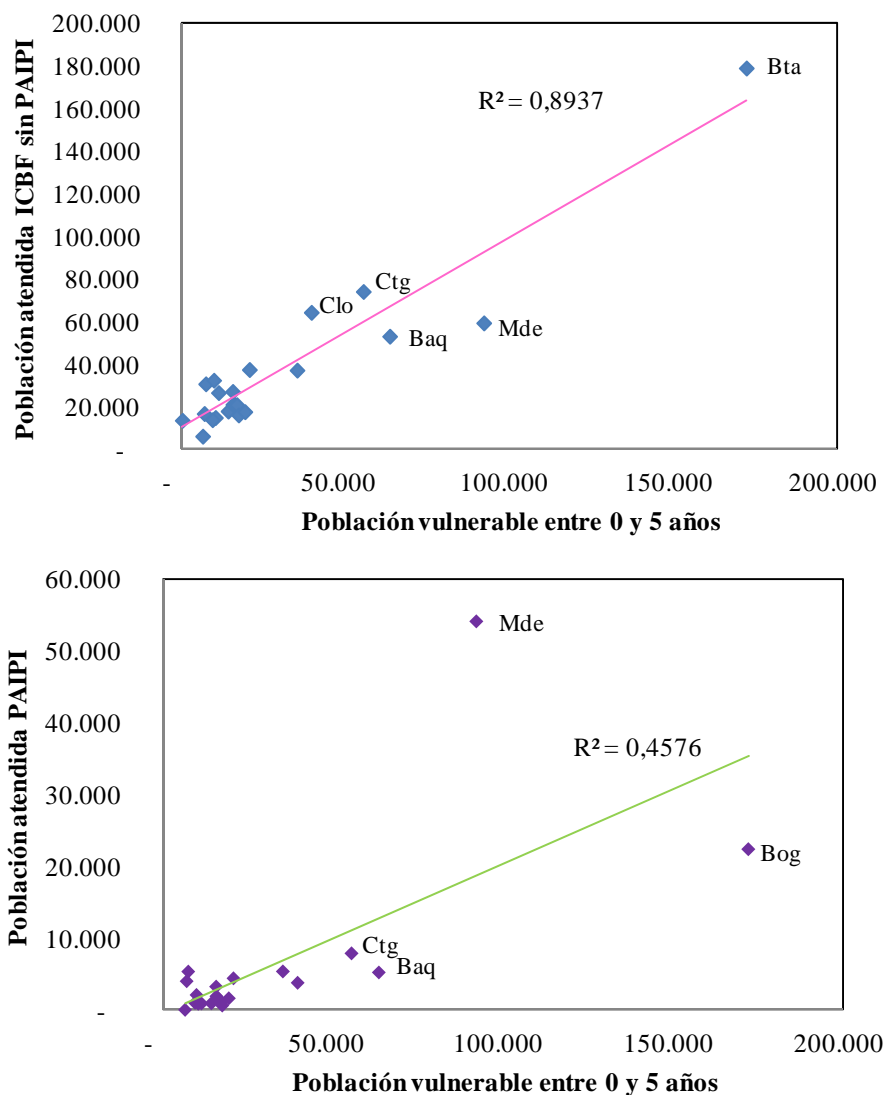 200.000
180.000
160.000
140.000
120.000
100.000
80.000
60.000
40.000
20.000
-
Población atendida ICBF sin PAIPI
Bta
R² = 0,8937
Ctg
Clo
Mde
Baq
- 50.000 100.000 150.000 200.000
Población vulnerable entre 0 y 5 años
60.000
50.000
40.000
30.000
20.000
10.000
-
Población atendida PAIPI
Mde
R² = 0,4576
Bog
Ctg
Baq
- 50.000 100.000 150.000 200.000
Población vulnerable entre 0 y 5 años